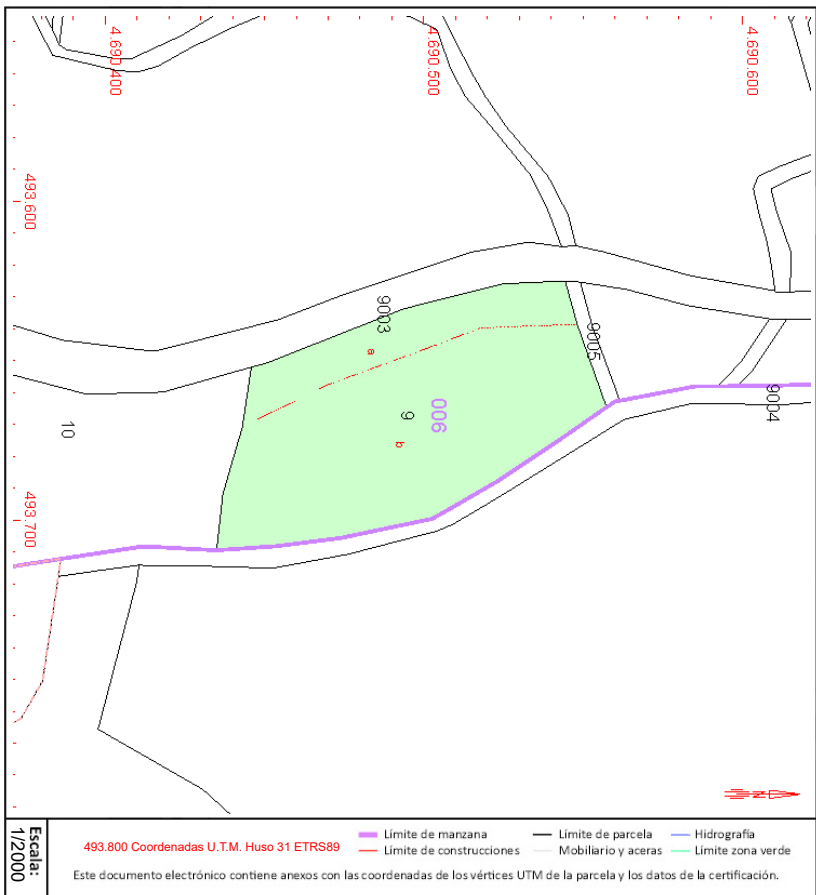 4.690.400
4.690.500
4.690.600
493.600
9003
a
9005
006
9
b
9004
10
493.700
N
Escala:
1/2000
493.800 Coordenadas U.T.M. Huso 31 ETRS89
Límite de manzana
Límite de parcela
Hidrografía
Límite de construcciones
Mobiliario y aceras
Límite zona verde
Este documento electrónico contiene anexos con las coordenadas de los vértices UTM de la parcela y los datos de la certificación.